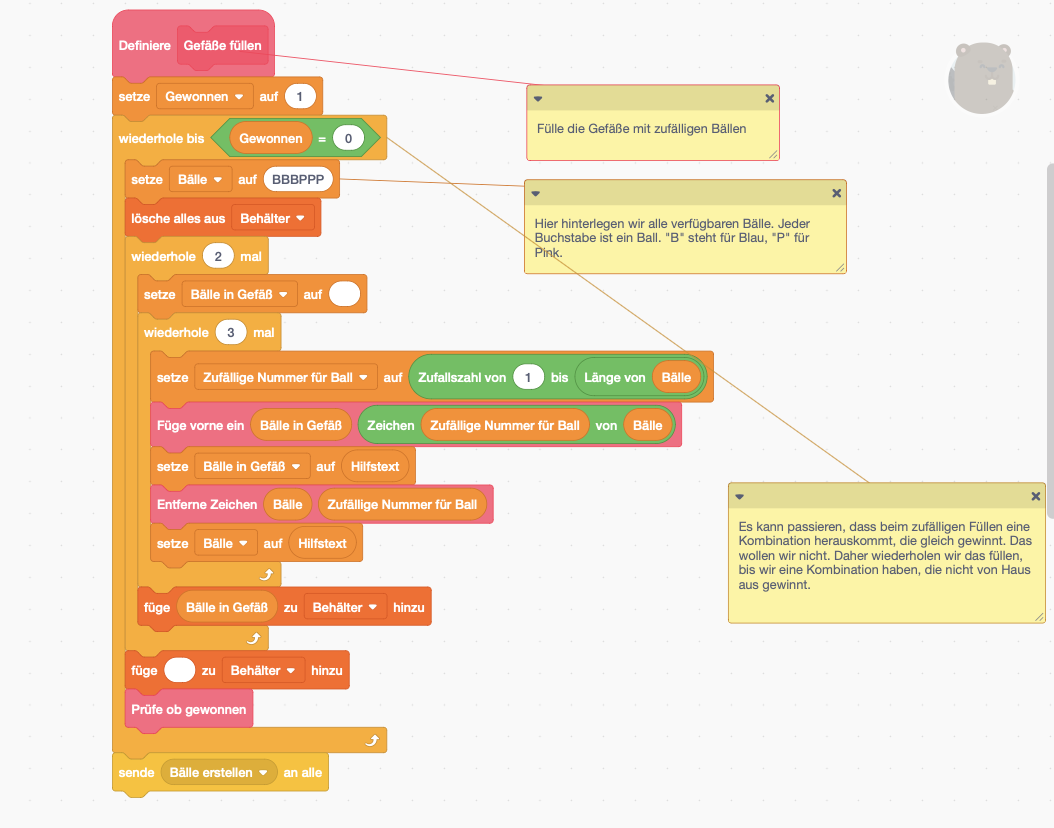 Definiere Gefäße füllen
setze Gewonnen auf 1
wiederhole bis Gewonnen = 0
setze Bälle auf BBBPPP
lösche alles aus Behälter
wiederhole 2 mal
setze Bälle in Gefäß auf
wiederhole 3 mal
setze Zufällige Nummer für Ball auf Zufallszahl von 1 bis Länge von Bälle
Füge vorne ein Bälle in Gefäß Zeichen Zufällige Nummer für Ball von Bälle
setze Bälle in Gefäß auf Hilfstext
Entferne Zeichen Bälle Zufällige Nummer für Ball
setze Bälle auf Hilfstext
füge Bälle in Gefäß zu Behälter hinzu
füge zu Behälter hinzu
Prüfe ob gewonnen
sende Bälle erstellen an alle
Fülle die Gefäße mit zufälligen Bällen
Hier hinterlegen wir alle verfügbaren Bälle. Jeder
Buchstabe ist ein Ball. "B" steht für Blau, "P" für
Pink.
Es kann passieren, dass beim zufälligen Füllen eine
Kombination herauskommt, die gleich gewinnt. Das
wollen wir nicht. Daher wiederholen wir das füllen,
bis wir eine Kombination haben, die nicht von Haus
aus gewinnt.